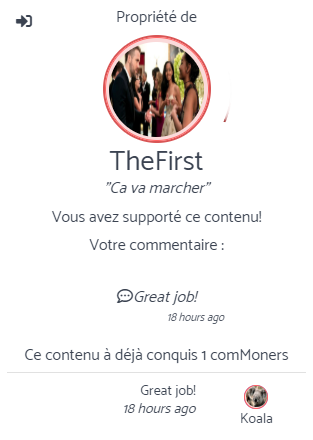 Propriété de
TheFirst
"Ca va marcher"
Vous avez supporté ce contenu!
Votre commentaire :
Great job!
18 hours ago
Ce contenu à déjà conquis 1 comMoners
Great job!
18 hours ago
Koala